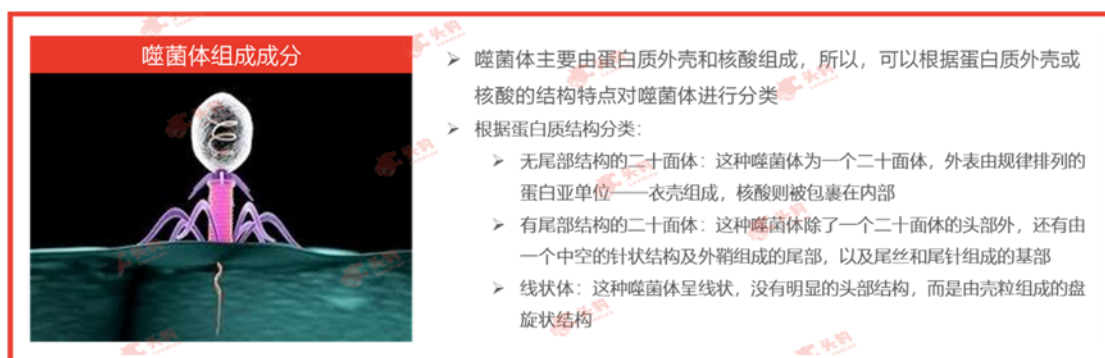 噬菌体组成成分
➢ 噬菌体主要由蛋白质外壳和核酸组成，所以，可以根据蛋白质外壳或
核酸的结构特点对噬菌体进行分类
➢ 根据蛋白质结构分类：
➢ 无尾部结构的二十面体：这种噬菌体为一个二十面体，外表由规律排列的
蛋白亚单位——衣壳组成，核酸则被包裹在内部
➢ 有尾部结构的二十面体：这种噬菌体除了一个二十面体的头部外，还有由
一个中空的针状结构及外鞘组成的尾部，以及尾丝和尾针组成的基部
➢ 线状体：这种噬菌体呈线状，没有明显的头部结构，而是由壳粒组成的盘
旋状结构
头豹